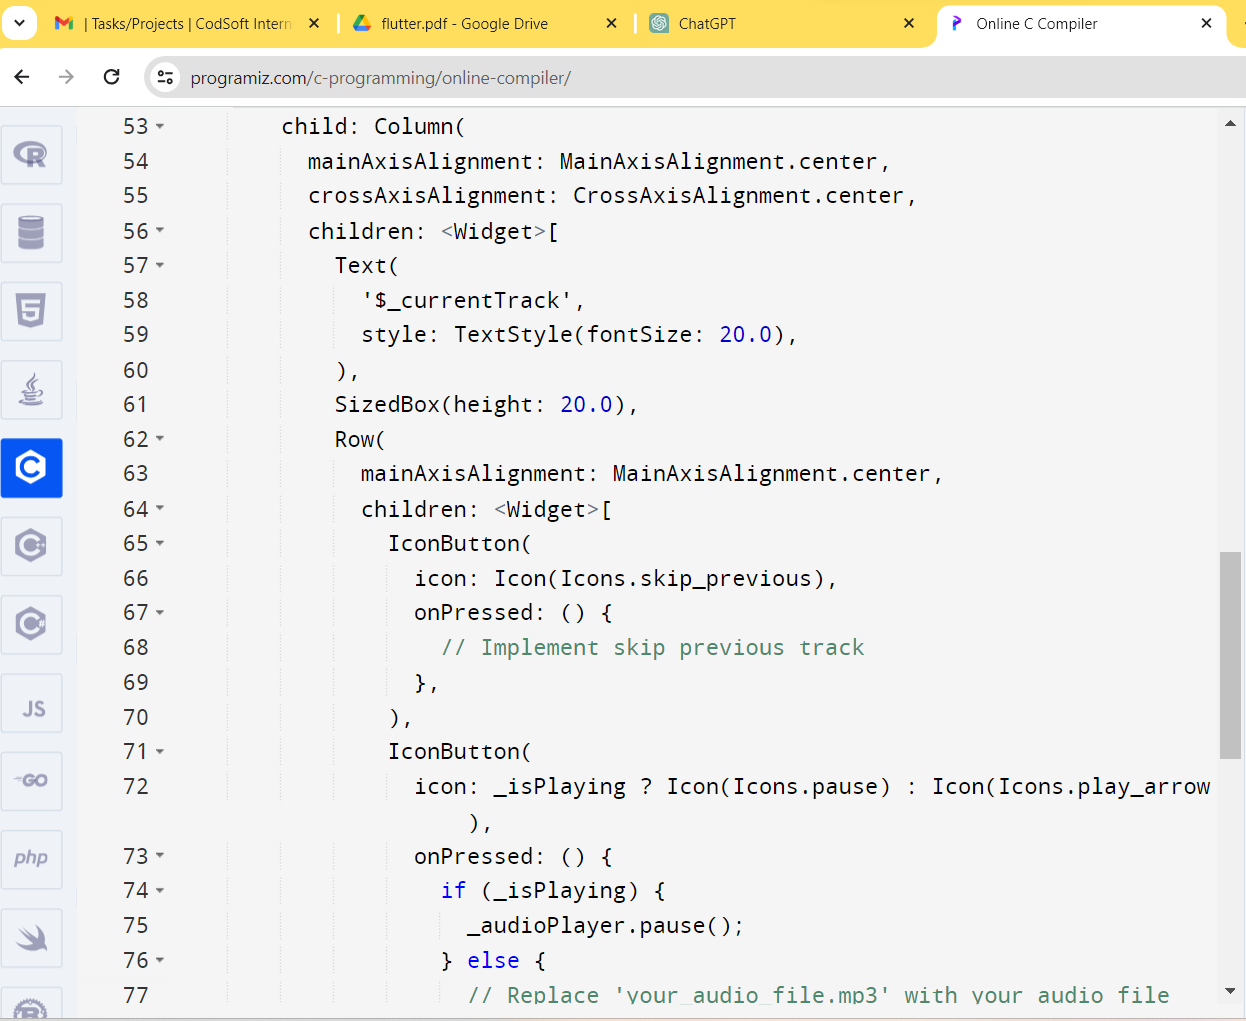 | Tasks/Projects | CodSoft Intern
flutter.pdf - Google Drive
ChatGPT
Online C Compiler
programiz.com/c-programming/online-compiler/
53 child: Column(
54 mainAxisAlignment: MainAxisAlignment.center,
55 crossAxisAlignment: CrossAxisAlignment.center,
56 children: <Widget>[
57 Text(
58 '$_currentTrack',
59 style: TextStyle(fontSize: 20.0),
60 ),
61 SizedBox(height: 20.0),
62 Row(
63 mainAxisAlignment: MainAxisAlignment.center,
64 children: <Widget>[
65 IconButton(
66 icon: Icon(Icons.skip_previous),
67 onPressed: () {
68 // Implement skip previous track
69 },
70 ),
71 IconButton(
72 icon: _isPlaying ? Icon(Icons.pause) : Icon(Icons.play_arrow
),
73 onPressed: () {
74 if (_isPlaying) {
75 _audioPlayer.pause();
76 } else {
77 // Replace 'your_audio_file.mp3' with your audio file
R
5
C
C++
C#
JS
GO
php
R